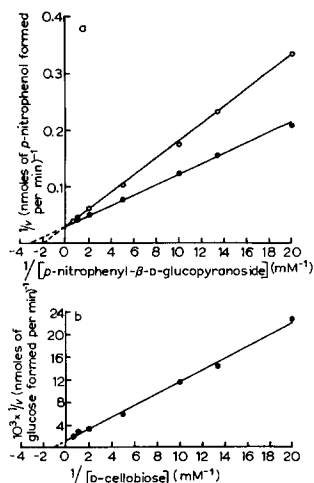 a
0.4
0.3
0.2
0.1
1/v (nmoles of p-nitrophenol formed
per min)⁻¹
-4 -2 0 2 4 6 8 10 12 14 16 18 20
1/[p-nitrophenyl-β-D-glucopyranoside] (mM⁻¹)
b
24
20
16
12
8
4
10³ x 1/v (nmoles of
glucose formed per min)⁻¹
-4 -2 0 2 4 6 8 10 12 14 16 18 20
1/[D-cellobiose] (mM⁻¹)